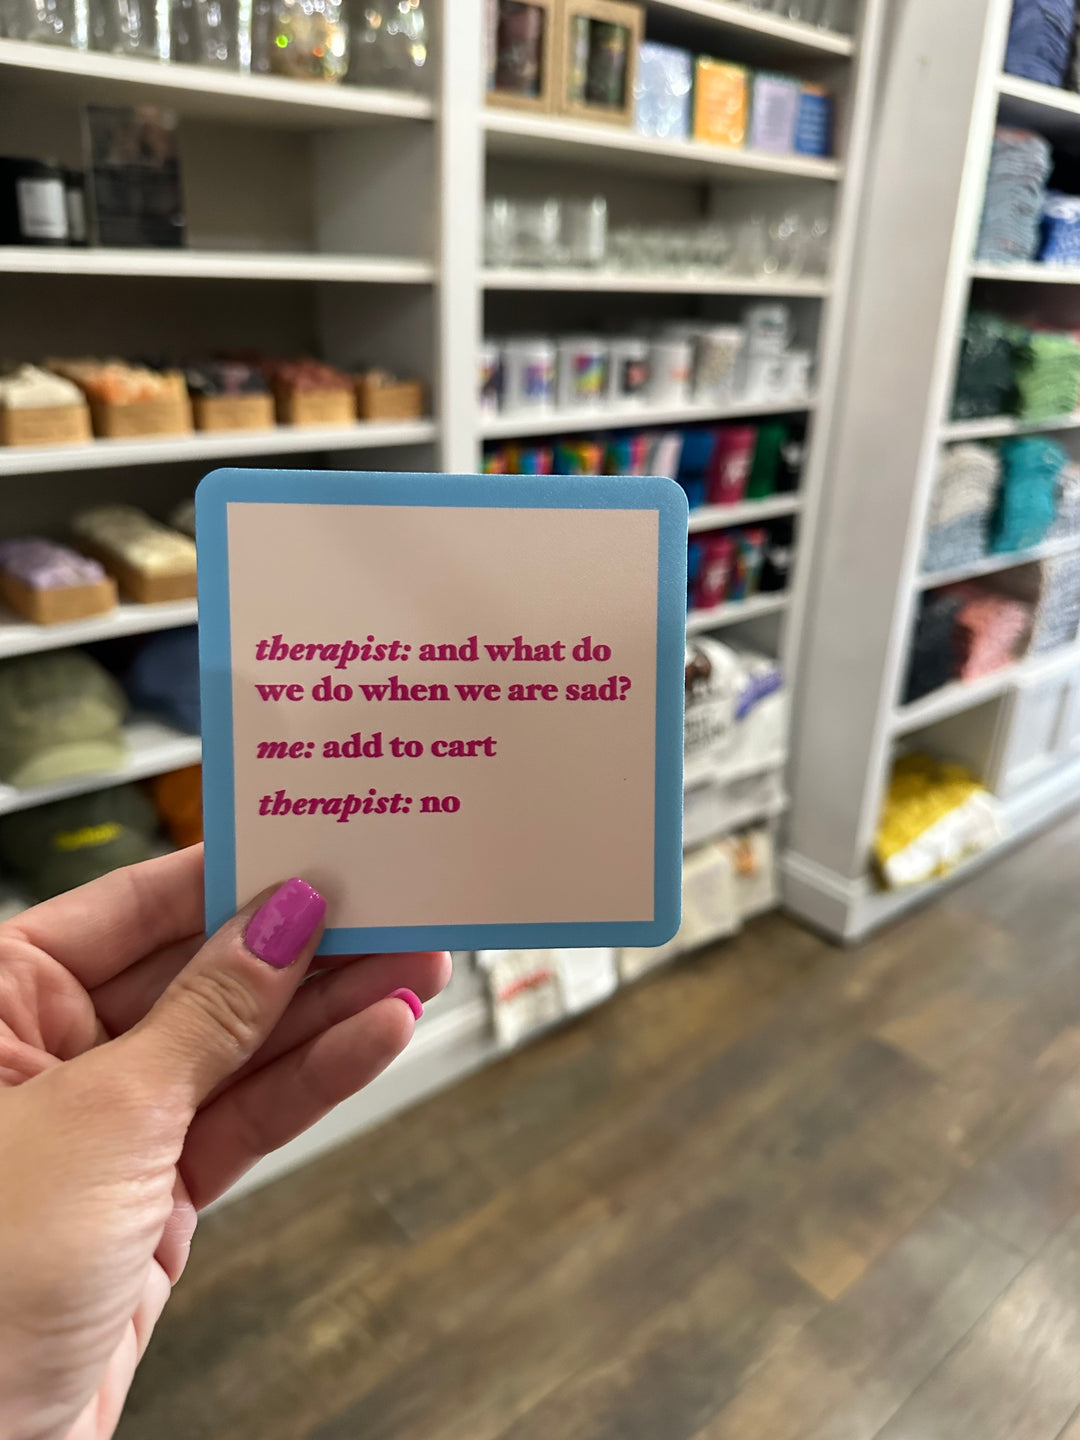 therapist: and what do
we do when we are sad?
me: add to cart
therapist: no